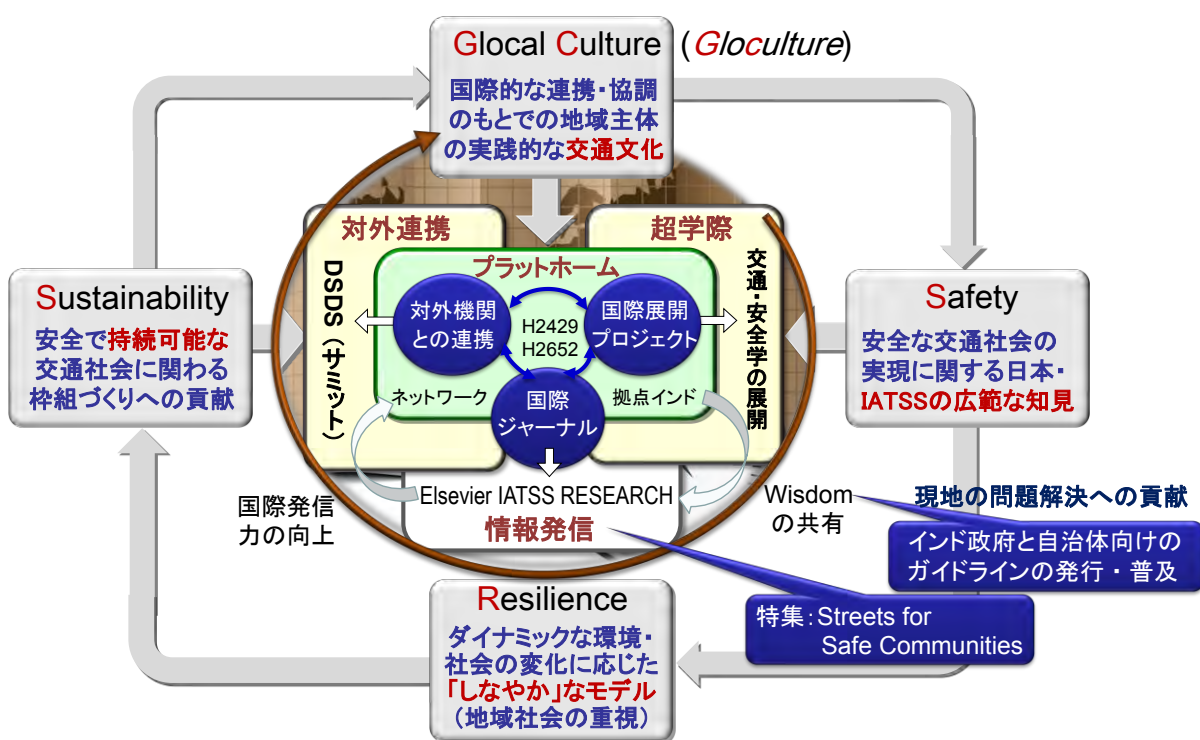 Glocal Culture (Gloculture)
国際的な連携・協調
のもとでの地域主体
の実践的な交通文化
対外連携
超学際
プラットホーム
DSDS（サミット）
対外機関
との連携
H2429
H2652
国際展開
プロジェクト
交通・安全学の展開
ネットワーク
国際
ジャーナル
拠点インド
Sustainability
安全で持続可能な
交通社会に関わる
枠組づくりへの貢献
Safety
安全な交通社会の
実現に関する日本・
IATSSの広範な知見
国際発信
力の向上
Elsevier IATSS RESEARCH
情報発信
Wisdom
の共有
現地の問題解決への貢献
インド政府と自治体向けの
ガイドラインの発行・普及
特集：Streets for
Safe Communities
Resilience
ダイナミックな環境・
社会の変化に応じた
「しなやか」なモデル
（地域社会の重視）